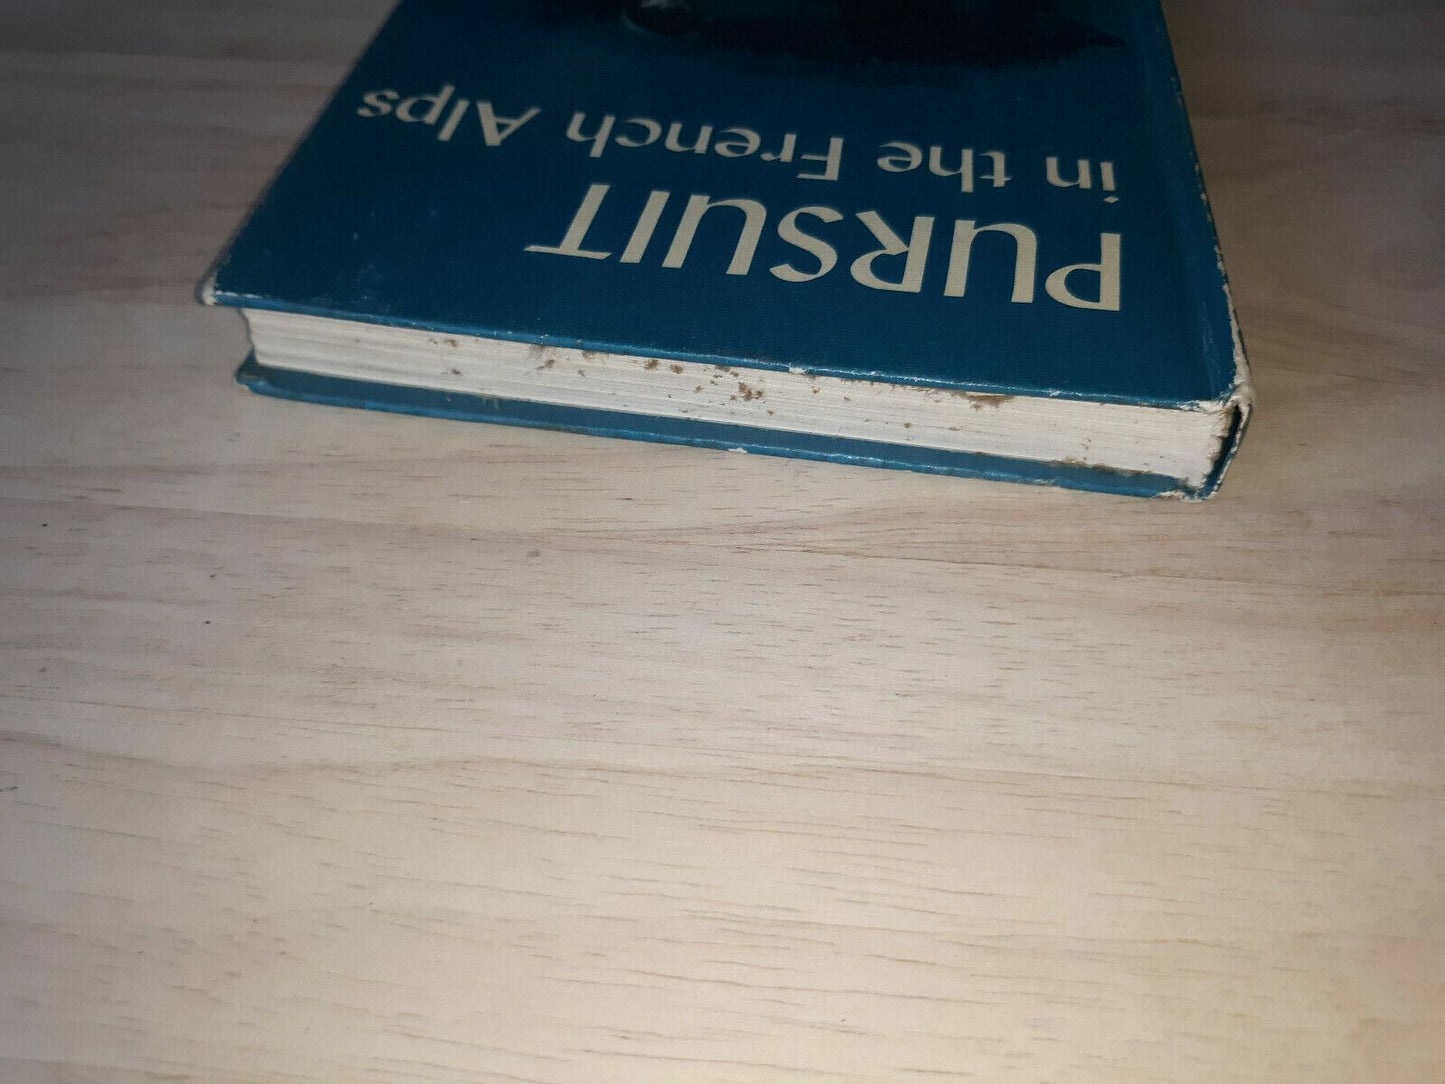 PURSUIT
in the French Alps